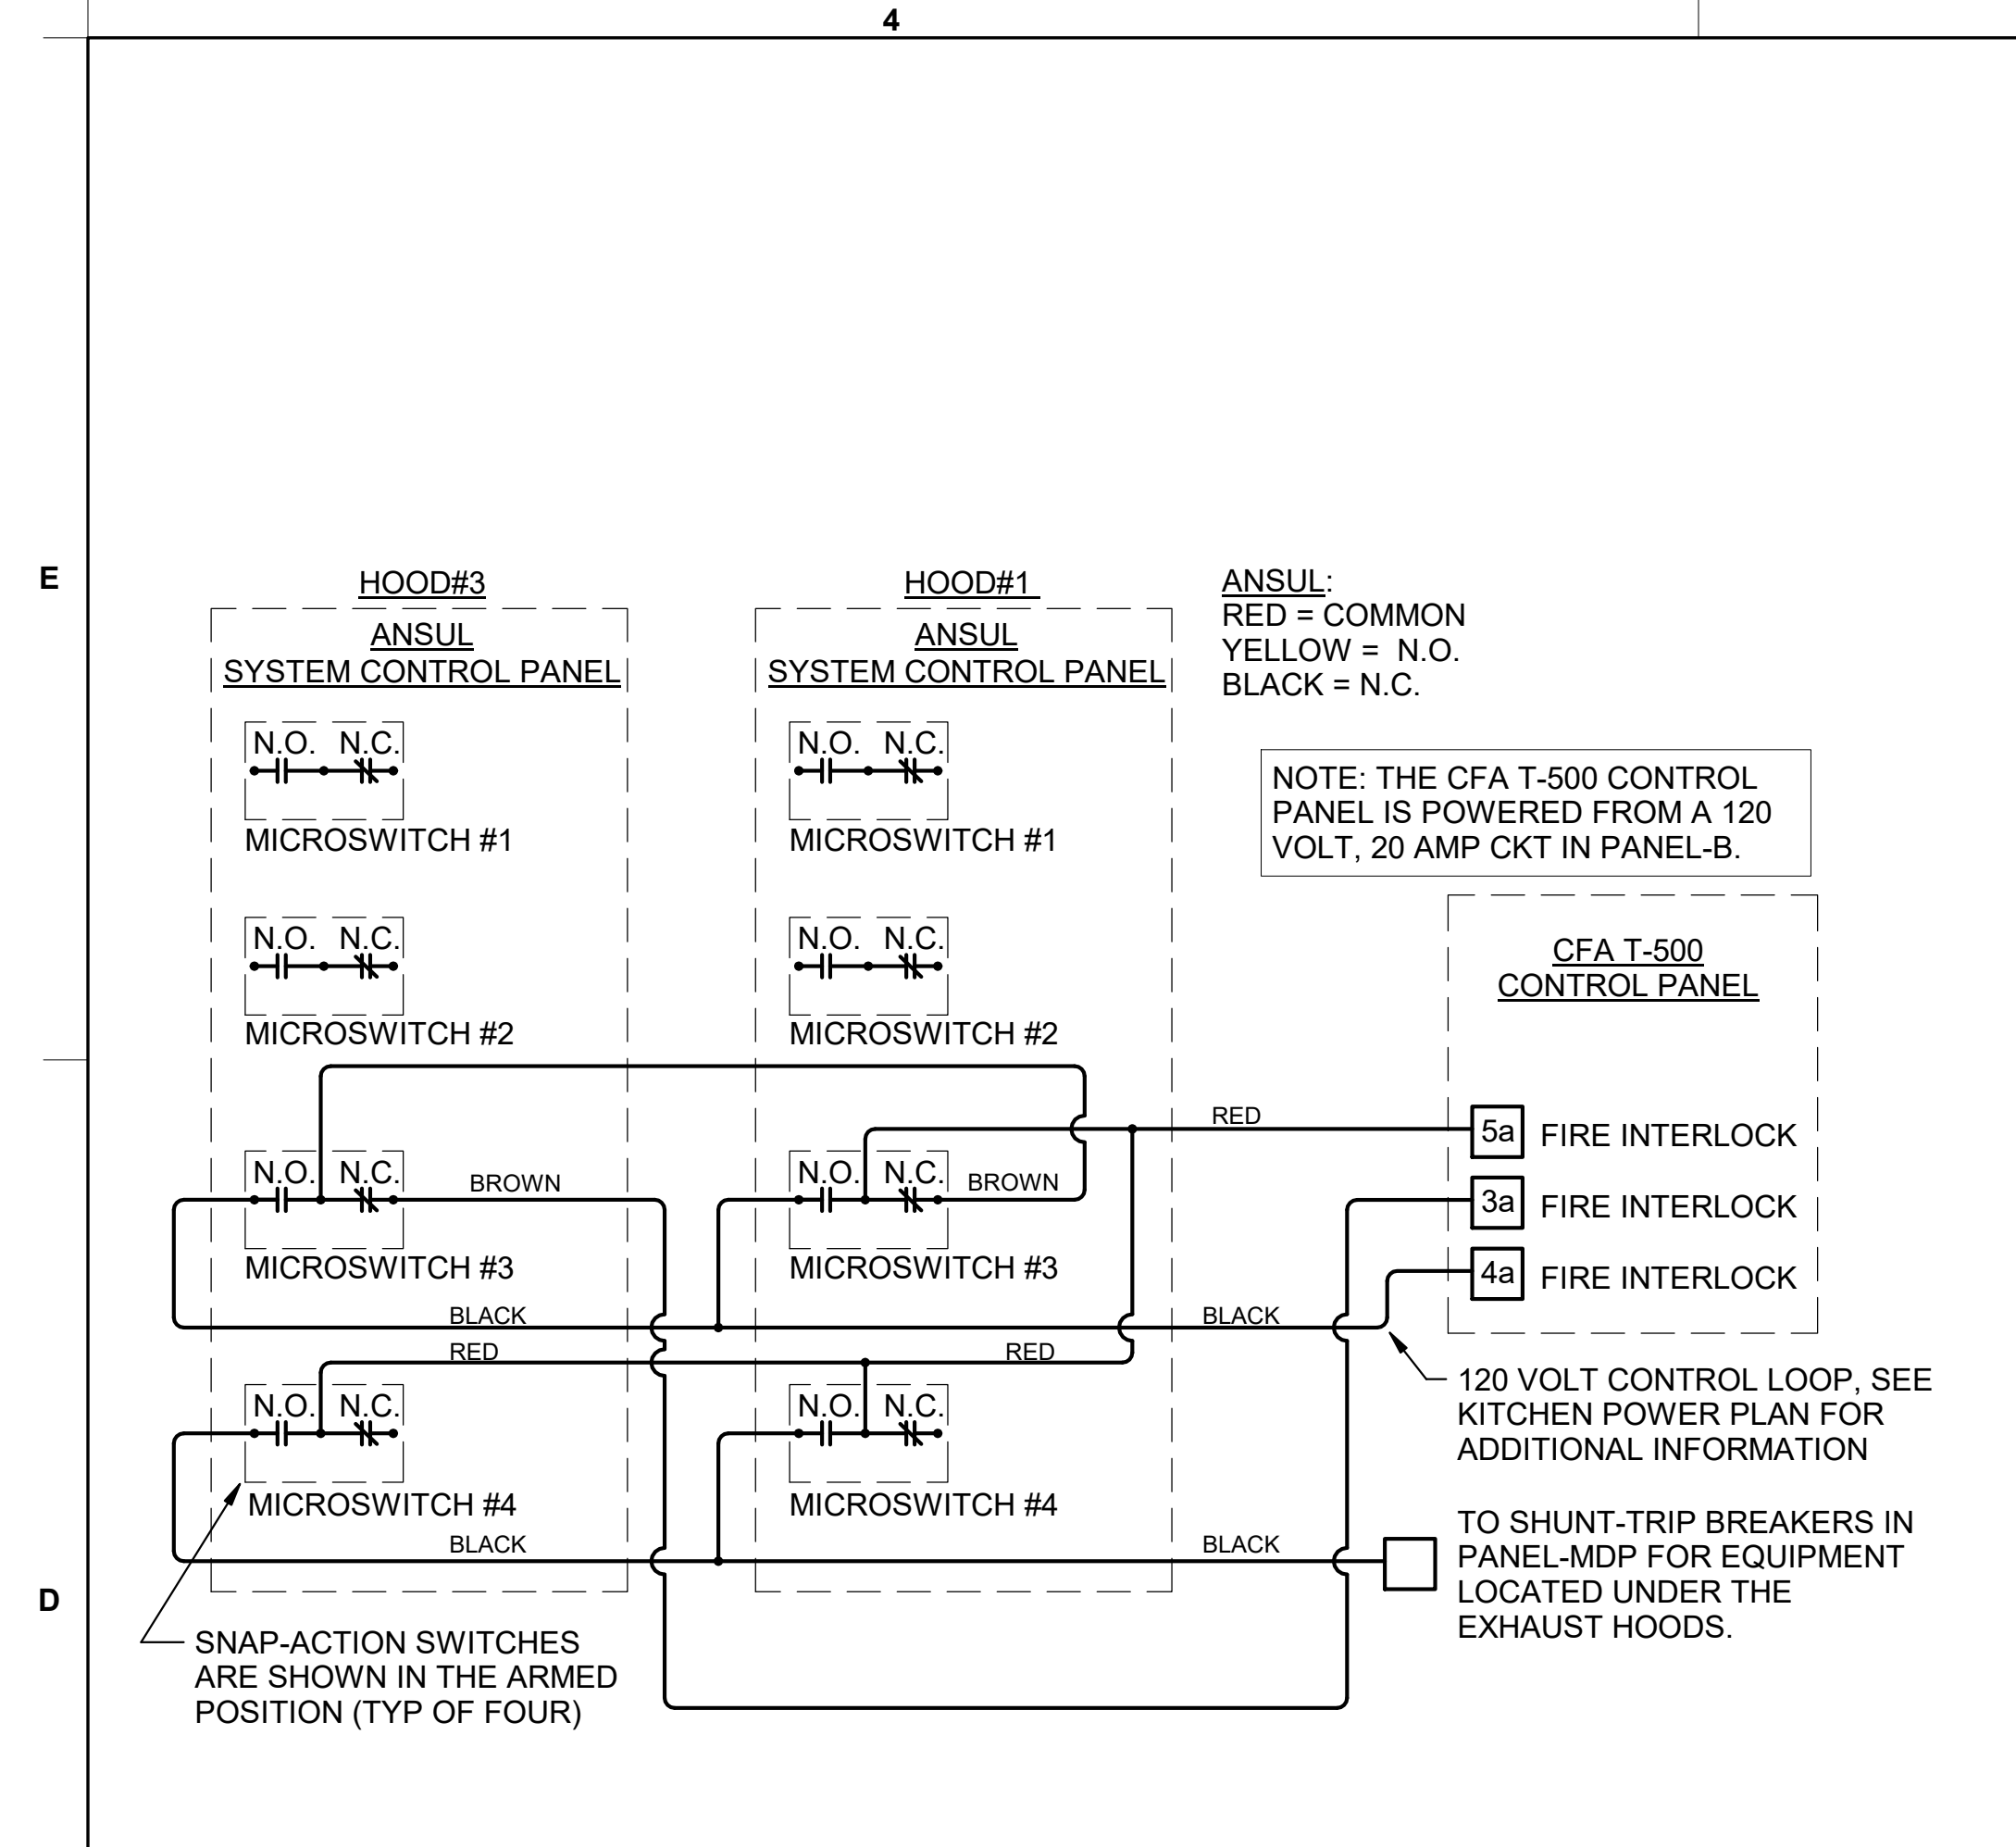 4
E
HOOD#3
ANSUL
SYSTEM CONTROL PANEL
N.O. N.C.
MICROSWITCH #1
N.O. N.C.
MICROSWITCH #2
N.O. N.C.
BROWN
MICROSWITCH #3
BLACK
RED
N.O. N.C.
MICROSWITCH #4
BLACK
SNAP-ACTION SWITCHES
ARE SHOWN IN THE ARMED
POSITION (TYP OF FOUR)
HOOD#1
ANSUL
SYSTEM CONTROL PANEL
N.O. N.C.
MICROSWITCH #1
N.O. N.C.
MICROSWITCH #2
N.O. N.C.
BROWN
MICROSWITCH #3
RED
N.O. N.C.
MICROSWITCH #4
ANSUL:
RED = COMMON
YELLOW = N.O.
BLACK = N.C.
NOTE: THE CFA T-500 CONTROL
PANEL IS POWERED FROM A 120
VOLT, 20 AMP CKT IN PANEL-B.
CFA T-500
CONTROL PANEL
RED
5a FIRE INTERLOCK
3a FIRE INTERLOCK
4a FIRE INTERLOCK
BLACK
120 VOLT CONTROL LOOP, SEE
KITCHEN POWER PLAN FOR
ADDITIONAL INFORMATION
BLACK
TO SHUNT-TRIP BREAKERS IN
PANEL-MDP FOR EQUIPMENT
LOCATED UNDER THE
EXHAUST HOODS.
D